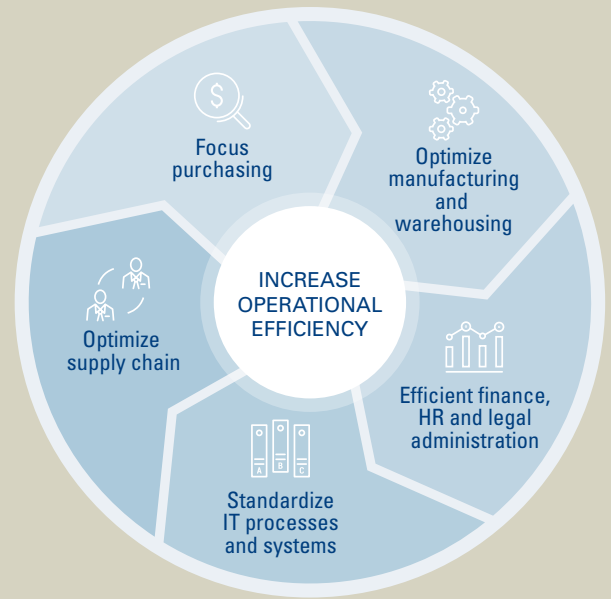 Focus
purchasing
$
Optimize
manufacturing
and
warehousing
INCREASE
OPERATIONAL
EFFICIENCY
Optimize
supply chain
Efficient finance,
HR and legal
administration
A B C
Standardize
IT processes
and systems